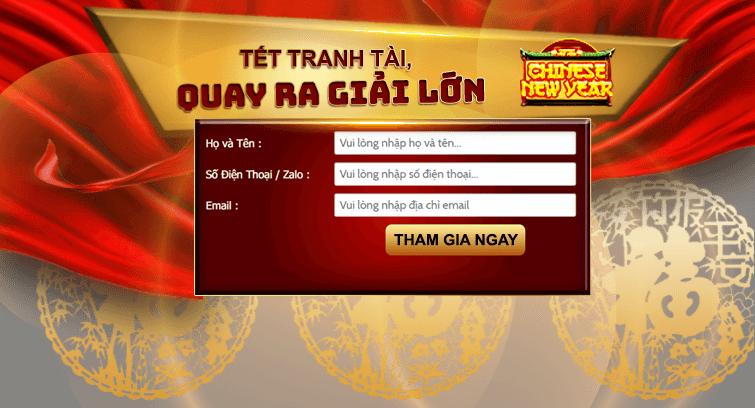 TẾT TRANH TÀI,
QUAY RA GIẢI LỚN
CHINESE
NEW YEAR
Họ và Tên :
Vui lòng nhập họ và tên...
Số Điện Thoại / Zalo :
Vui lòng nhập số điện thoại...
Email :
Vui lòng nhập địa chỉ email
THAM GIA NGAY
福